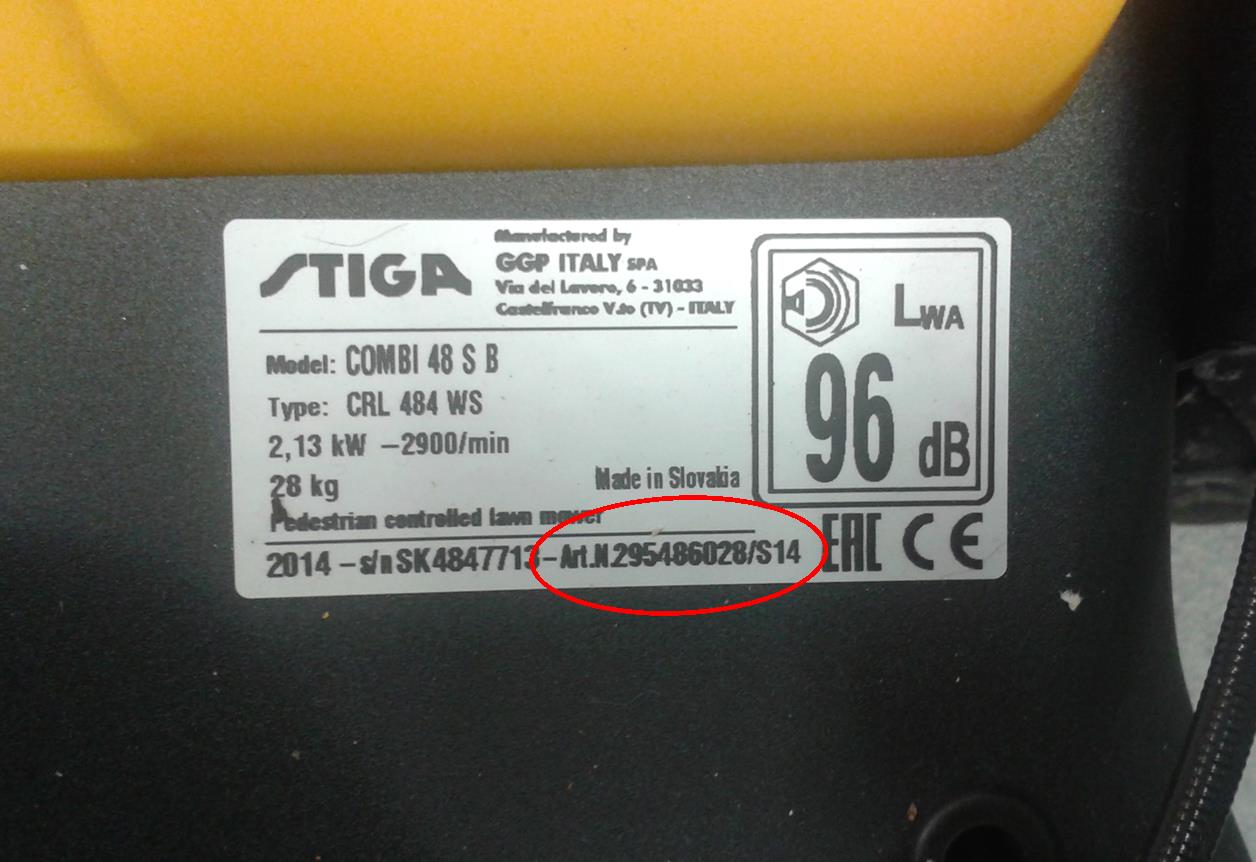 STIGA
Manufactured by
GGP ITALY SPA
Via del Lavoro, 6 - 31033
Castelfranco V.to (TV) - ITALY
Model: COMBI 48 S B
Type: CRL 484 WS
2,13 kW -2900/min
28 kg
Made in Slovakia
Pedestrian controlled lawn mower
2014 - s/n SK4847713 - Art.N.295486028/S14
LWA
96 dB
EAC CE